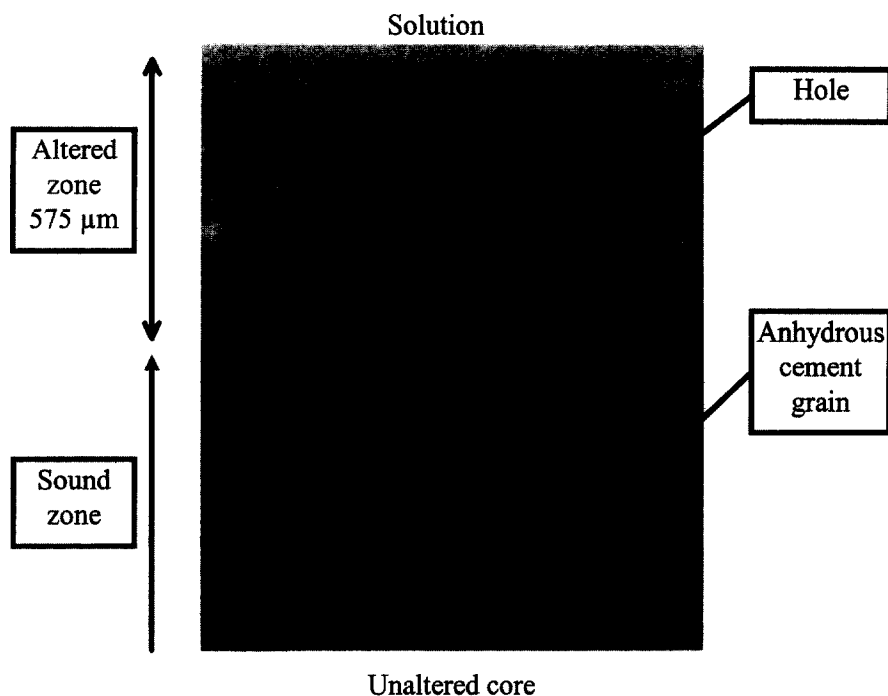 Solution
Hole
Altered
zone
575 µm
Anhydrous
cement
grain
Sound
zone
Unaltered core